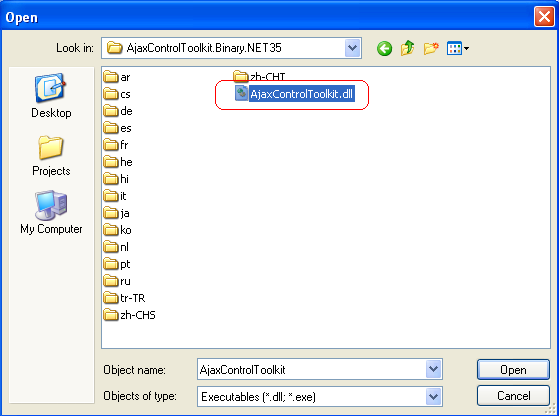 Open
Look in: AjaxControlToolkit.Binary.NET35
Desktop
Projects
My Computer
ar
cs
de
es
fr
he
hi
it
ja
ko
nl
pt
ru
tr-TR
zh-CHS
zh-CHT
AjaxControlToolkit.dll
Object name: AjaxControlToolkit Open
Objects of type: Executables (*.dll; *.exe) Cancel